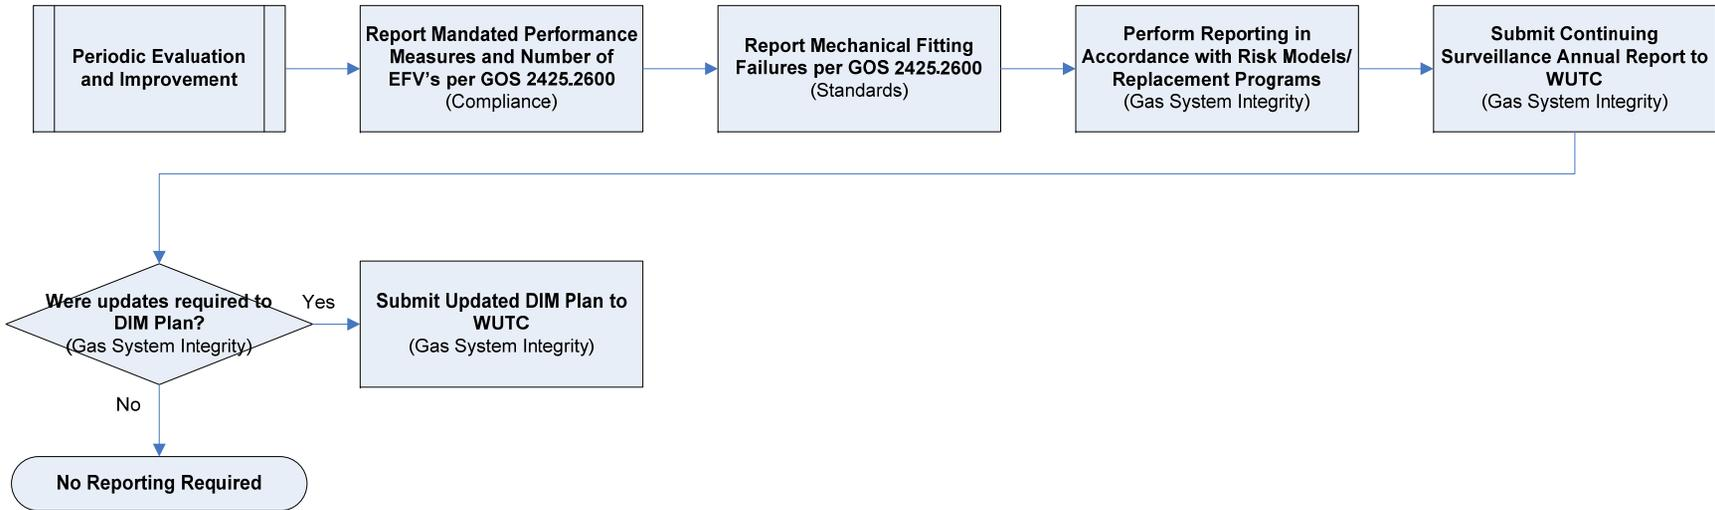 Periodic Evaluation
and Improvement
Report Mandated Performance
Measures and Number of
EFV's per GOS 2425.2600
(Compliance)
Report Mechanical Fitting
Failures per GOS 2425.2600
(Standards)
Perform Reporting in
Accordance with Risk Models/
Replacement Programs
(Gas System Integrity)
Submit Continuing
Surveillance Annual Report to
WUTC
(Gas System Integrity)
Were updates required to
DIM Plan?
(Gas System Integrity)
Yes
Submit Updated DIM Plan to
WUTC
(Gas System Integrity)
No
No Reporting Required